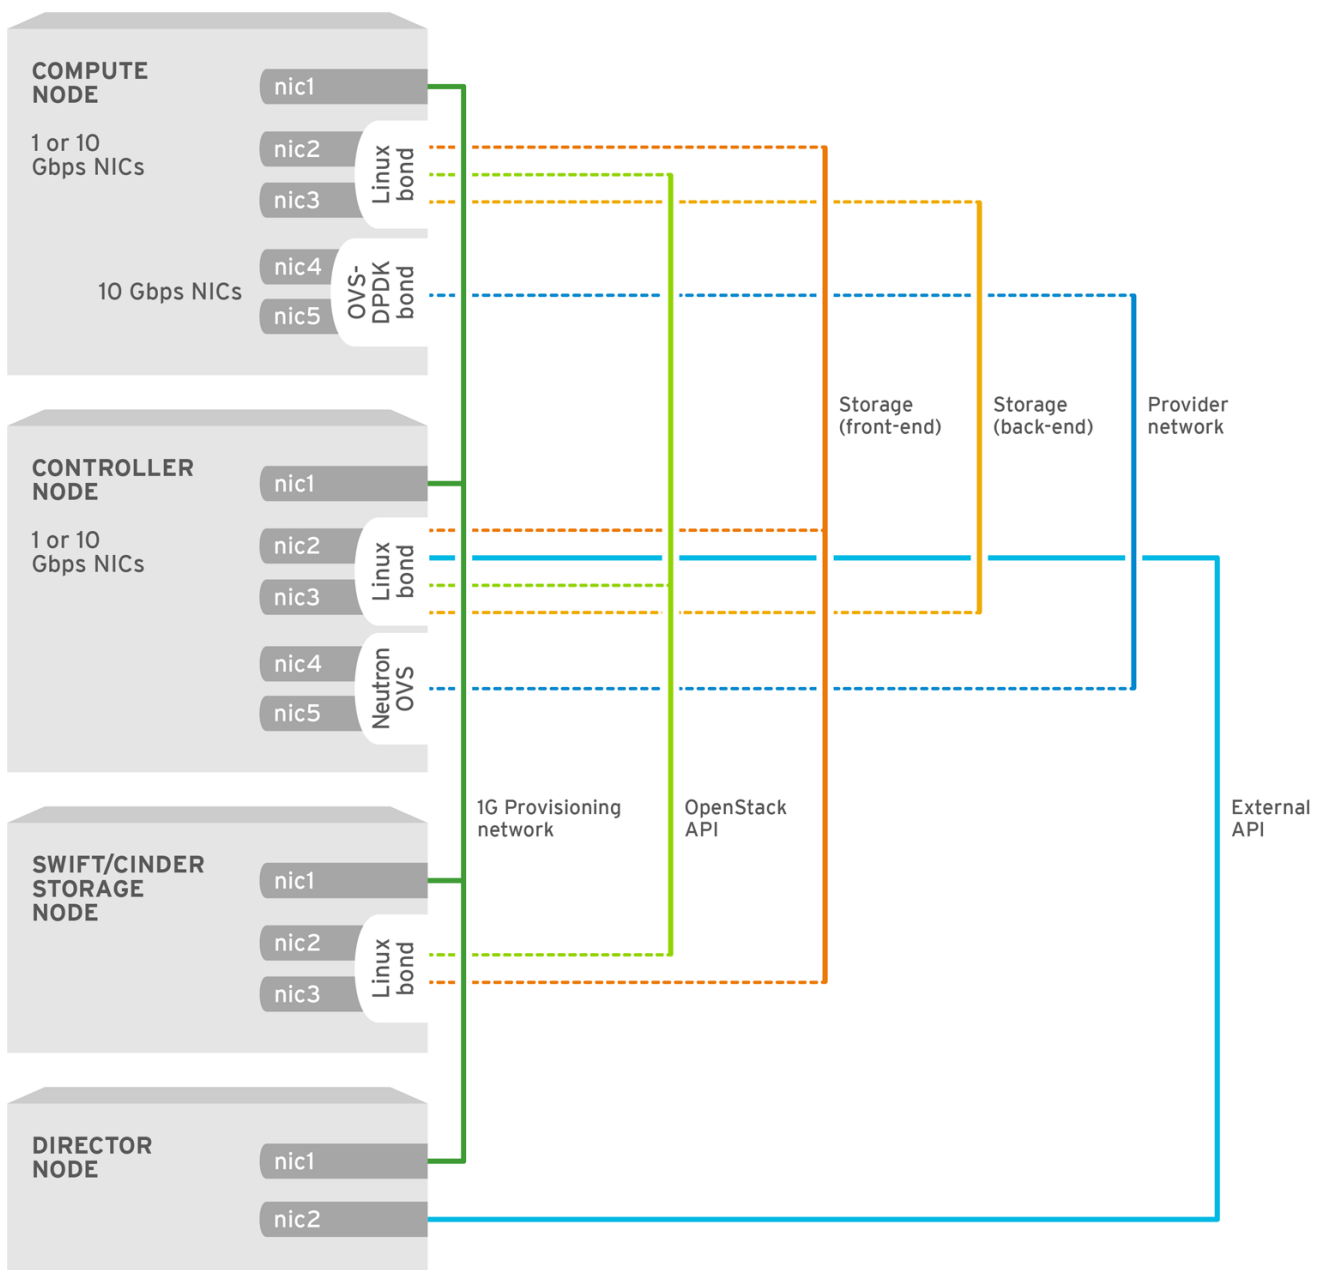 COMPUTE
NODE
1 or 10
Gbps NICs
nic1
nic2
nic3
Linux
bond
10 Gbps NICs
nic4
nic5
OVS-
DPDK
bond
Storage
(front-end)
Storage
(back-end)
Provider
network
CONTROLLER
NODE
1 or 10
Gbps NICs
nic1
nic2
nic3
Linux
bond
nic4
nic5
Neutron
OVS
1G Provisioning
network
OpenStack
API
External
API
SWIFT/CINDER
STORAGE
NODE
nic1
nic2
nic3
Linux
bond
DIRECTOR
NODE
nic1
nic2